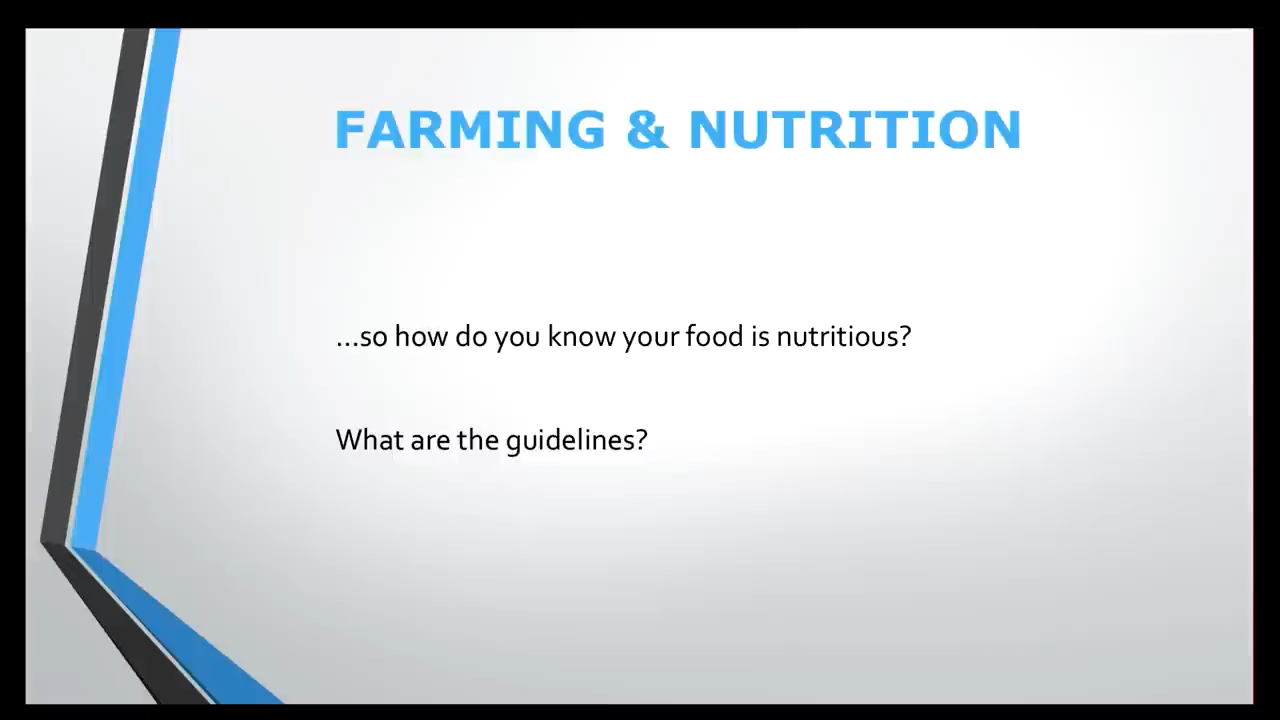 FARMING & NUTRITION
...so how do you know your food is nutritious?
What are the guidelines?